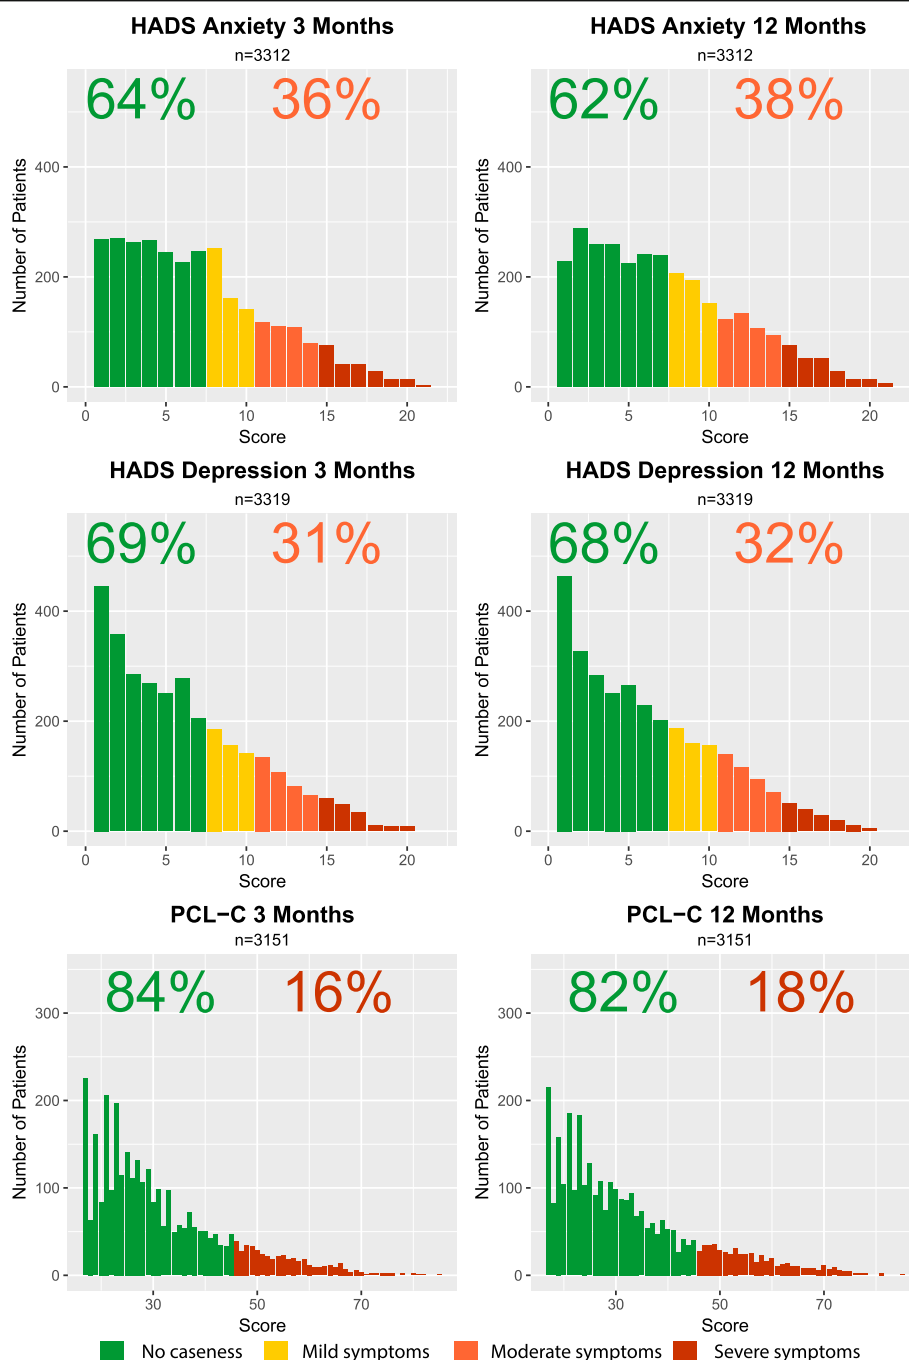 HADS Anxiety 3 Months
n=3312
64% 36%
Number of Patients
400
200
0
0 5 10 15 20
Score
HADS Anxiety 12 Months
n=3312
62% 38%
Number of Patients
400
200
0
0 5 10 15 20
Score
HADS Depression 3 Months
n=3319
69% 31%
Number of Patients
400
200
0
0 5 10 15 20
Score
HADS Depression 12 Months
n=3319
68% 32%
Number of Patients
400
200
0
0 5 10 15 20
Score
PCL−C 3 Months
n=3151
84% 16%
Number of Patients
300
200
100
0
30 50 70
Score
PCL−C 12 Months
n=3151
82% 18%
Number of Patients
300
200
100
0
30 50 70
Score
No caseness Mild symptoms Moderate symptoms Severe symptoms